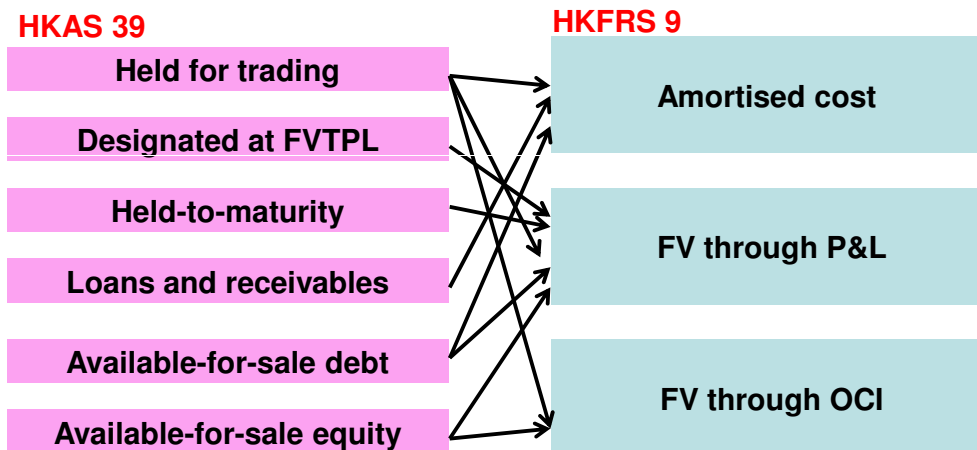 HKAS 39
HKFRS 9
Held for trading
Designated at FVTPL
Held-to-maturity
Loans and receivables
Available-for-sale debt
Available-for-sale equity
Amortised cost
FV through P&L
FV through OCI